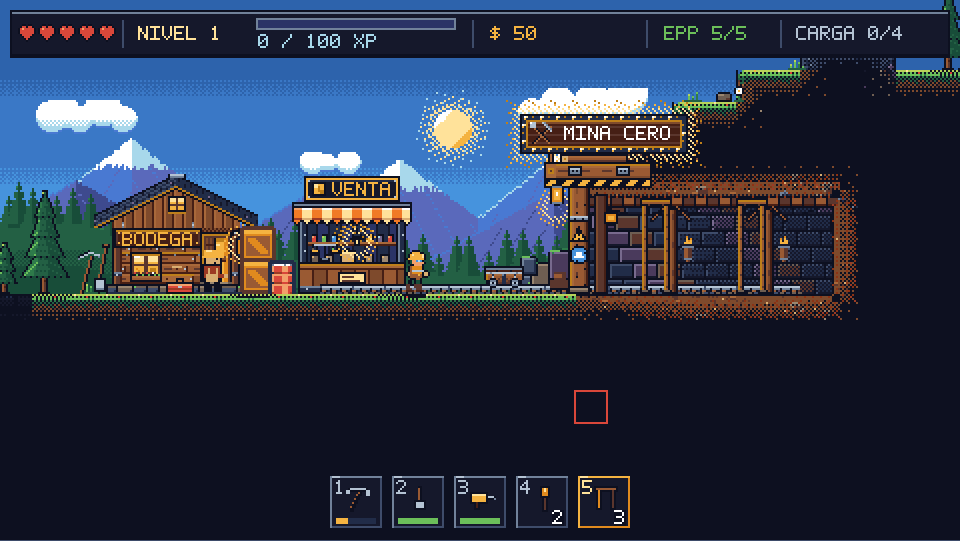 NIVEL 1
0 / 100 XP
$ 50
EPP 5/5
CARGA 0/4
MINA CERO
VENTA
BODEGA
1
2
3
4
2
5
3